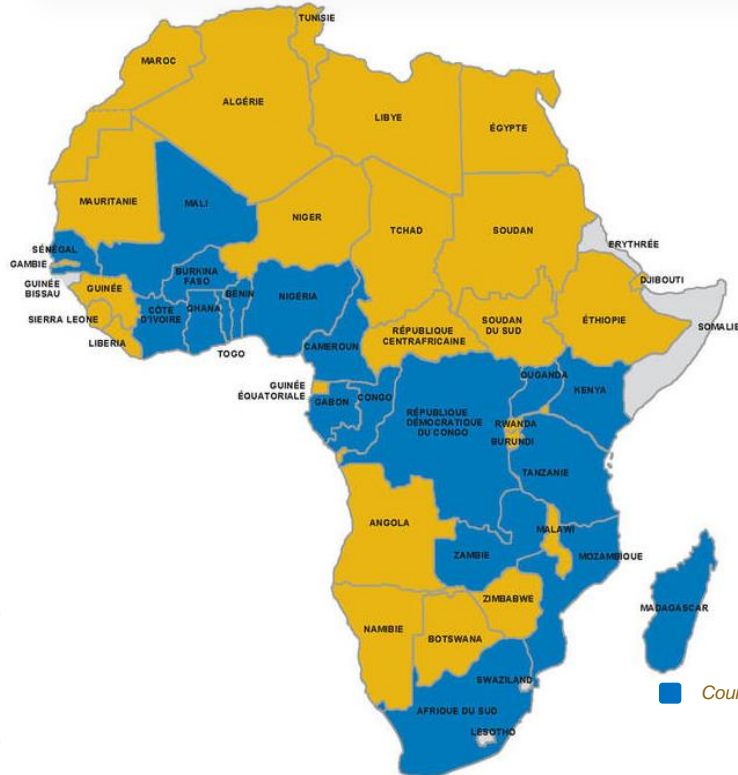 TUNISIE
MAROC
ALGÉRIE
LIBYE
ÉGYPTE
MAURITANIE
MALI
NIGER
TCHAD
SOUDAN
ERYTHRÉE
SÉNÉGAL
GAMBIE
GUINÉE
BISSAU
GUINÉE
BURKINA
FASO
BÉNIN
NIGÉRIA
DJIBOUTI
SIERRA LEONE
CÔTE
D'IVOIRE
GHANA
LIBERIA
TOGO
CAMEROUN
RÉPUBLIQUE
CENTRAFRICAINE
SOUDAN
DU SUD
ÉTHIOPIE
SOMALIE
GUINÉE
ÉQUATORIALE
GABON
CONGO
RÉPUBLIQUE
DÉMOCRATIQUE
DU CONGO
OUGANDA
KENYA
RWANDA
BURUNDI
TANZANIE
ANGOLA
ZAMBIE
MALAWI
MOZAMBIQUE
MADAGASCAR
NAMIBIE
ZIMBABWE
BOTSWANA
SWAZILAND
AFRIQUE DU SUD
LESOTHO